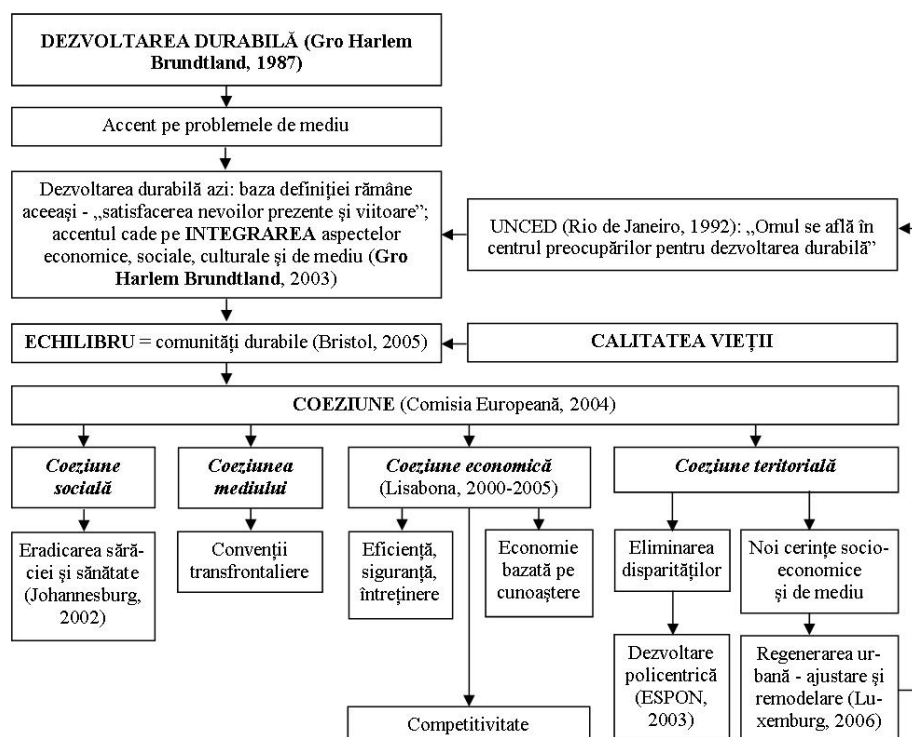 DEZVOLTAREA DURABILĂ (Gro Harlem
Brundtland, 1987)
Accent pe problemele de mediu
Dezvoltarea durabilă azi: baza definiției rămâne
aceeași - „satisfacerea nevoilor prezente și viitoare”;
accentul cade pe INTEGRAREA aspectelor
economice, sociale, culturale și de mediu (Gro
Harlem Brundtland, 2003)
UNCED (Rio de Janeiro, 1992): „Omul se află în
centrul preocupărilor pentru dezvoltarea durabilă”
ECHILIBRU = comunități durabile (Bristol, 2005)
CALITATEA VIEȚII
COEZIUNE (Comisia Europeană, 2004)
Coeziune
socială
Coeziunea
mediului
Coeziune economică
(Lisabona, 2000-2005)
Coeziune teritorială
Eradicarea sără-
ciei și sănătate
(Johannesburg,
2002)
Convenții
transfrontaliere
Eficiență,
siguranță,
întreținere
Economie
bazată pe
cunoaștere
Eliminarea
disparităților
Noi cerințe socio-
economice
și de mediu
Dezvoltare
policentrică
(ESPON,
2003)
Regenerarea ur-
bană - ajustare și
remodelare (Lu-
xemburg, 2006)
Competitivitate